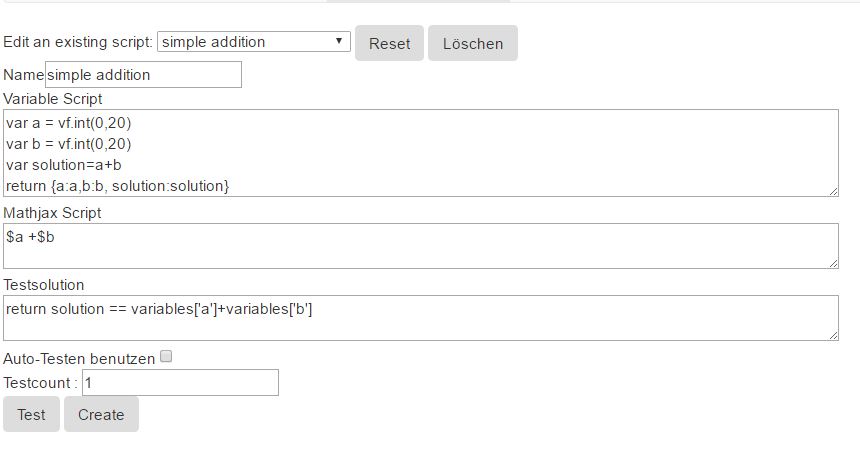 Edit an existing script: simple addition Reset Löschen
Name simple addition
Variable Script
var a = vf.int(0,20)
var b = vf.int(0,20)
var solution=a+b
return {a:a,b:b, solution:solution}
Mathjax Script
$a +$b
Testsolution
return solution == variables['a']+variables['b']
Auto-Testen benutzen
Testcount : 1
Test Create